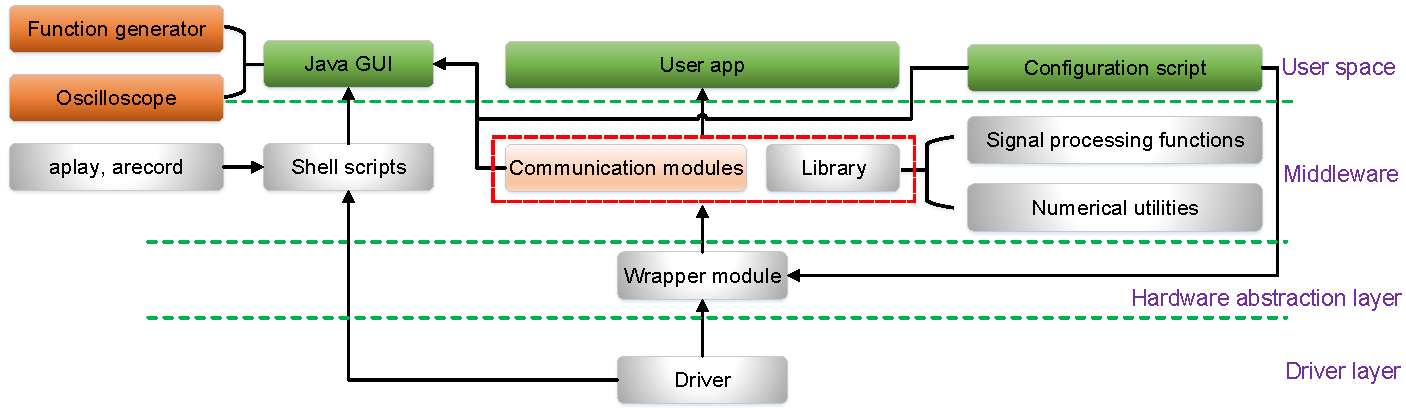 Function generator
Java GUI
User app
Configuration script
User space
Oscilloscope
aplay, arecord
Shell scripts
Communication modules
Library
Signal processing functions
Numerical utilities
Middleware
Wrapper module
Hardware abstraction layer
Driver
Driver layer